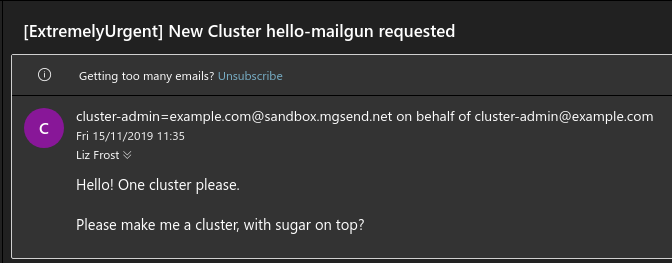 [ExtremelyUrgent] New Cluster hello-mailgun requested
Getting too many emails? Unsubscribe
cluster-admin=example.com@sandbox.mgsend.net on behalf of cluster-admin@example.com
C
Fri 15/11/2019 11:35
Liz Frost
Hello! One cluster please.
Please make me a cluster, with sugar on top?